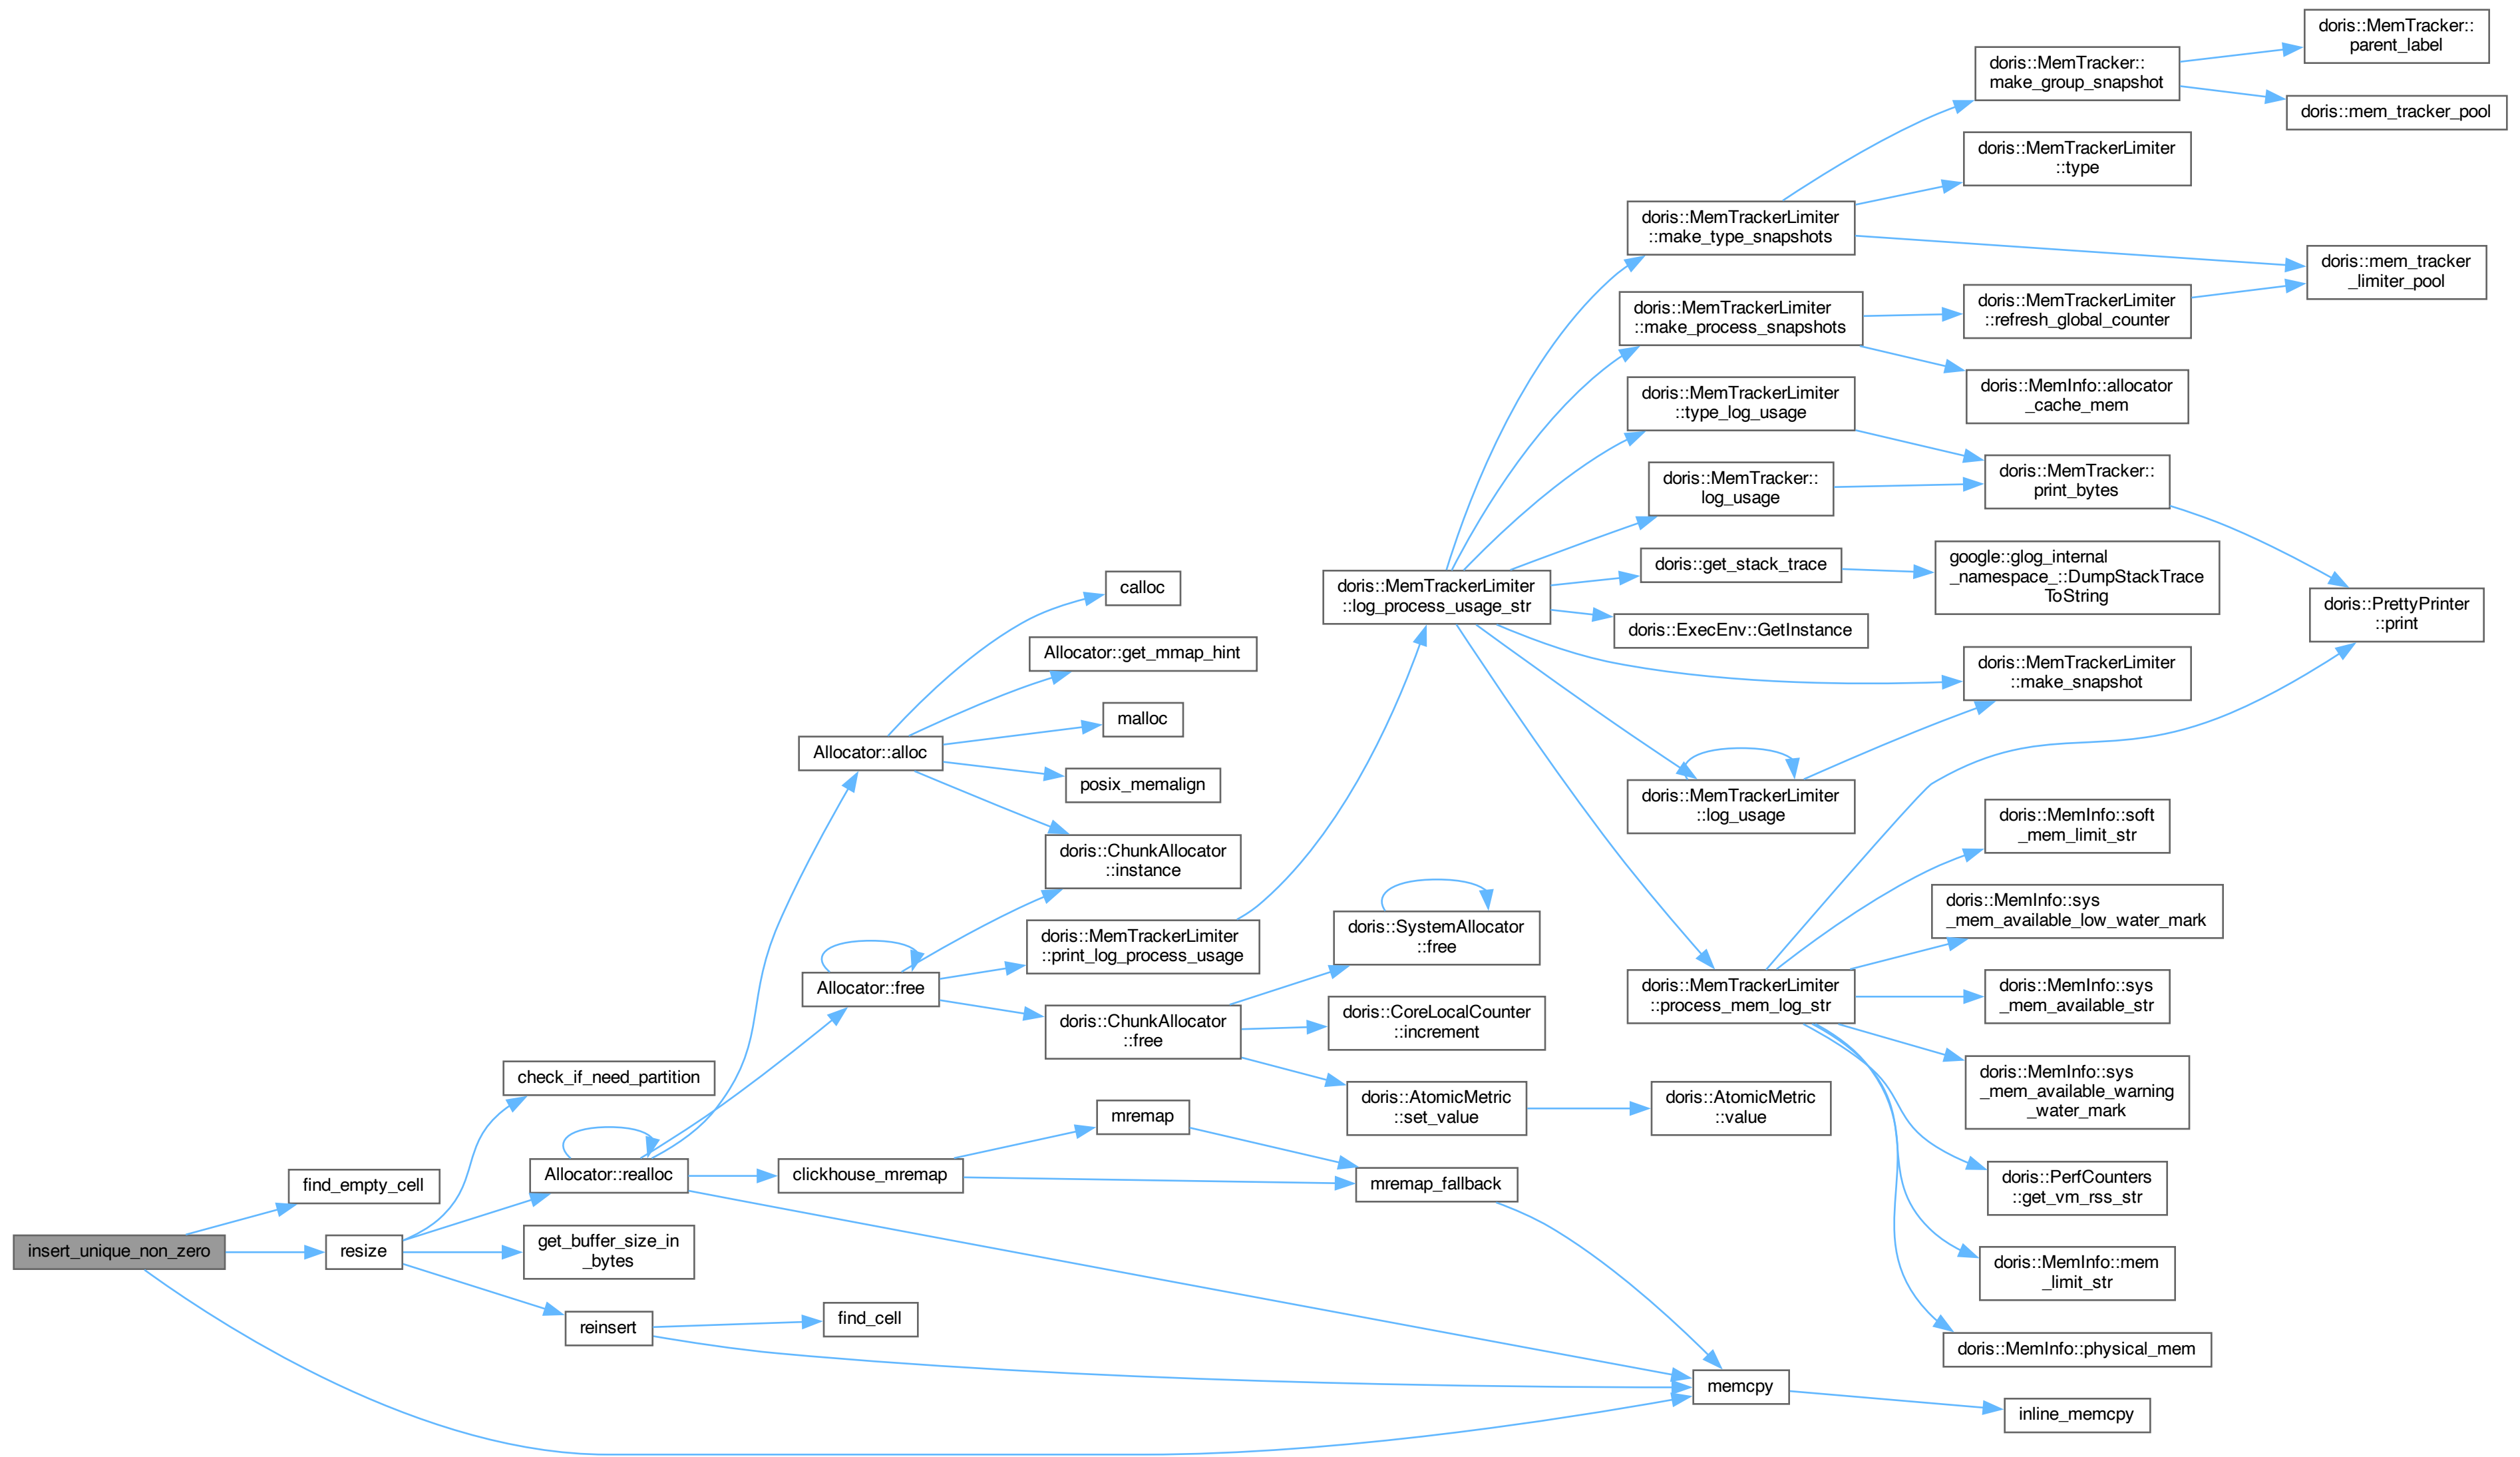 doris::MemTracker::
parent_label
doris::MemTracker::
make_group_snapshot
doris::mem_tracker_pool
doris::MemTrackerLimiter
::type
doris::MemTrackerLimiter
::make_type_snapshots
doris::mem_tracker
_limiter_pool
doris::MemTrackerLimiter
::make_process_snapshots
doris::MemTrackerLimiter
::refresh_global_counter
doris::MemInfo::allocator
_cache_mem
doris::MemTrackerLimiter
::type_log_usage
doris::MemTracker::
log_usage
doris::MemTracker::
print_bytes
doris::get_stack_trace
google::glog_internal
_namespace_::DumpStackTrace
ToString
calloc
doris::MemTrackerLimiter
::log_process_usage_str
doris::ExecEnv::GetInstance
doris::PrettyPrinter
::print
Allocator::get_mmap_hint
doris::MemTrackerLimiter
::make_snapshot
malloc
Allocator::alloc
posix_memalign
doris::MemTrackerLimiter
::log_usage
doris::ChunkAllocator
::instance
doris::MemInfo::soft
_mem_limit_str
doris::MemInfo::sys
_mem_available_low_water_mark
doris::MemTrackerLimiter
::print_log_process_usage
doris::SystemAllocator
::free
Allocator::free
doris::MemTrackerLimiter
::process_mem_log_str
doris::MemInfo::sys
_mem_available_str
doris::ChunkAllocator
::free
doris::CoreLocalCounter
::increment
doris::MemInfo::sys
_mem_available_warning
_water_mark
check_if_need_partition
doris::AtomicMetric
::set_value
doris::AtomicMetric
::value
mremap
Allocator::realloc
clickhouse_mremap
mremap_fallback
doris::PerfCounters
::get_vm_rss_str
find_empty_cell
insert_unique_non_zero
resize
get_buffer_size_in
_bytes
doris::MemInfo::mem
_limit_str
reinsert
find_cell
doris::MemInfo::physical_mem
memcpy
inline_memcpy